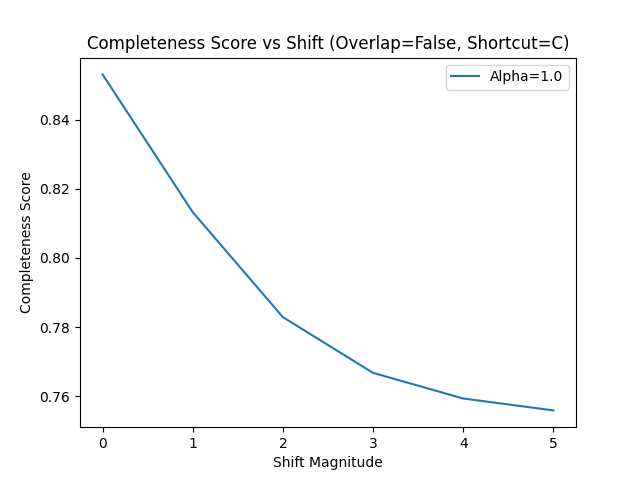 Completeness Score vs Shift (Overlap=False, Shortcut=C)
Alpha=1.0
Completeness Score
0.84
0.82
0.80
0.78
0.76
0 1 2 3 4 5
Shift Magnitude